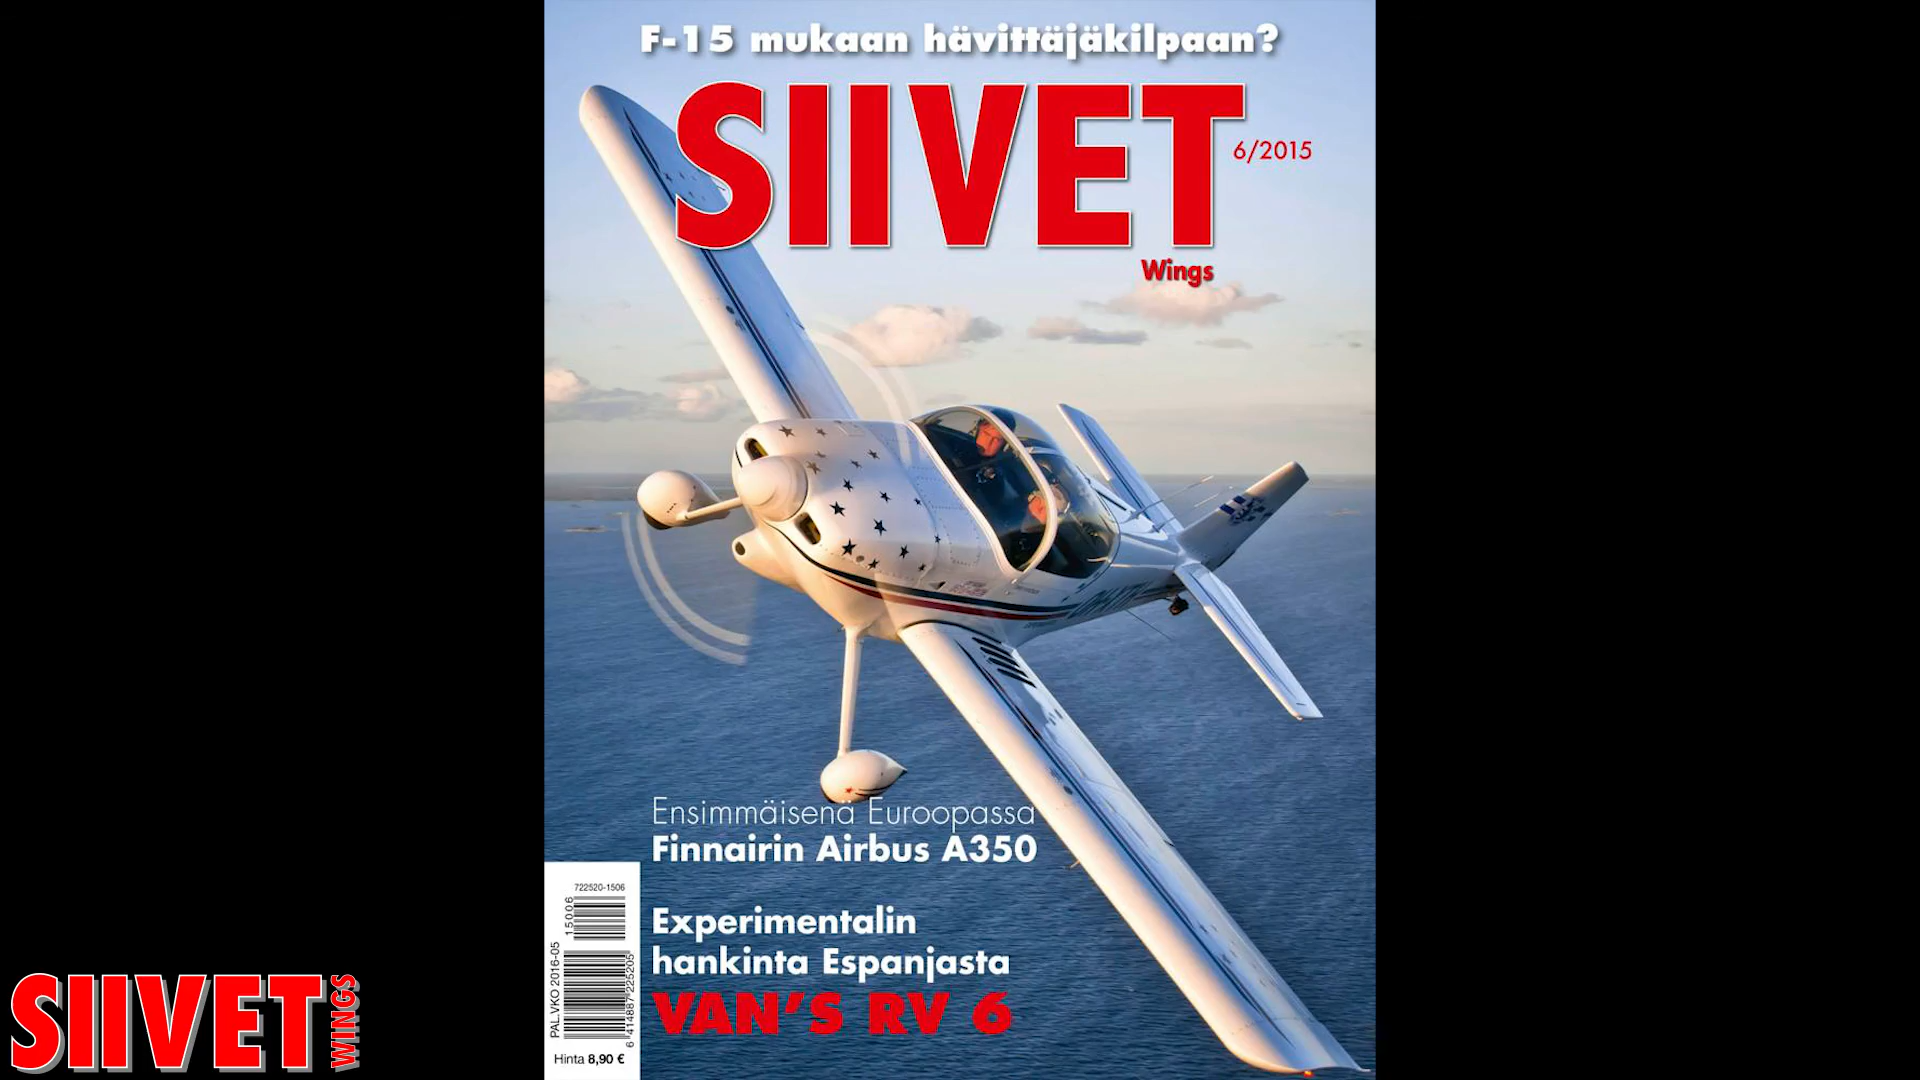 F-15 mukaan hävittäjäkilpaan?
SIIVET
6/2015
Wings
Ensimmäisenä Euroopassa
Finnairin Airbus A350
Experimentalin
hankinta Espanjasta
VAN'S RV 6
722520-1506
15006
PAL.VKO 2016-05
6 414887 225205
Hinta 8,90 €
SIIVET
WINGS